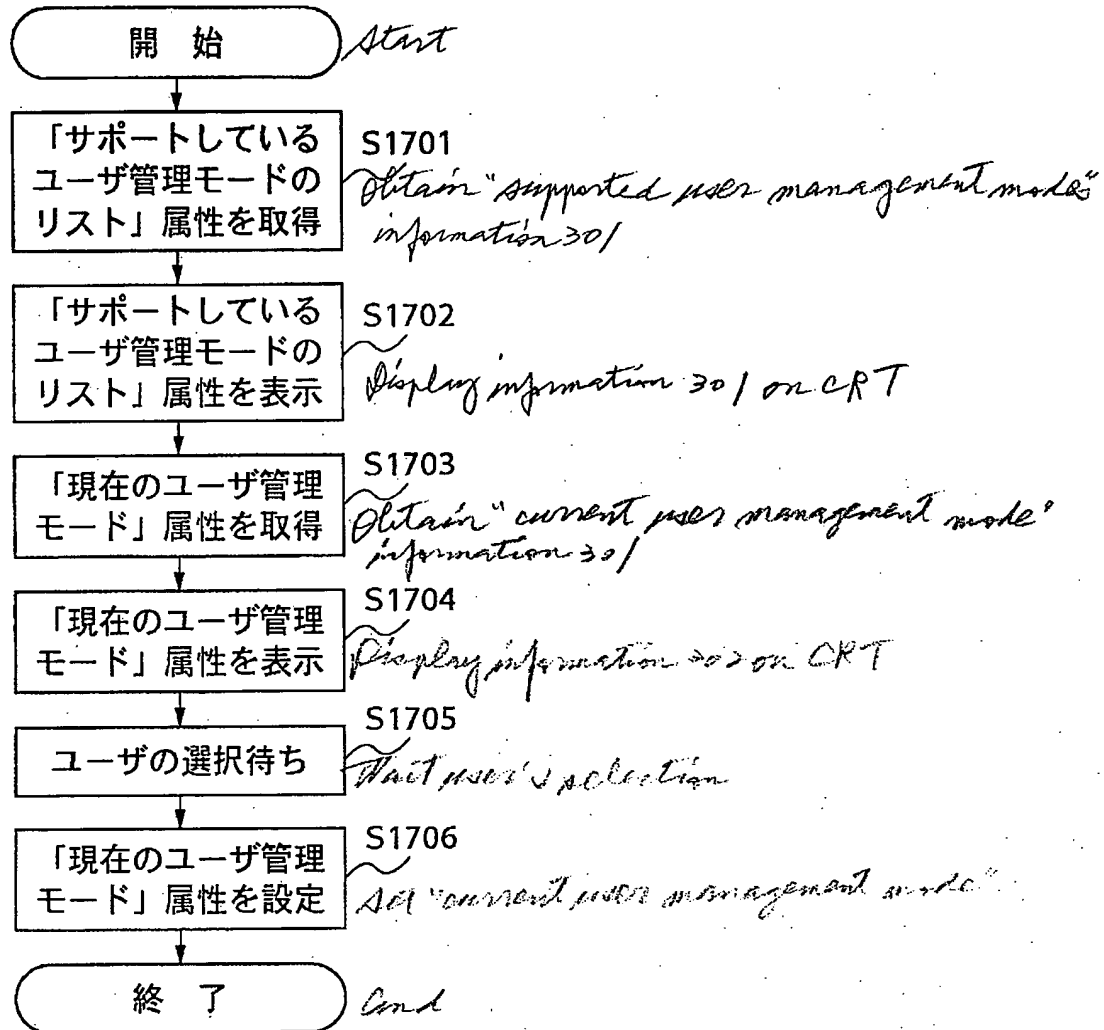 開 始
Start
「サポートしている
ユーザ管理モードの
リスト」属性を取得
S1701
Obtain "supported user management modes"
information 301
「サポートしている
ユーザ管理モードの
リスト」属性を表示
S1702
Display information 301 on CRT
「現在のユーザ管理
モード」属性を取得
S1703
Obtain "current user management mode"
information 301
「現在のユーザ管理
モード」属性を表示
S1704
Display information 302 on CRT
ユーザの選択待ち
S1705
Wait user's selection
「現在のユーザ管理
モード」属性を設定
S1706
Set "current user management mode"
終 了
End